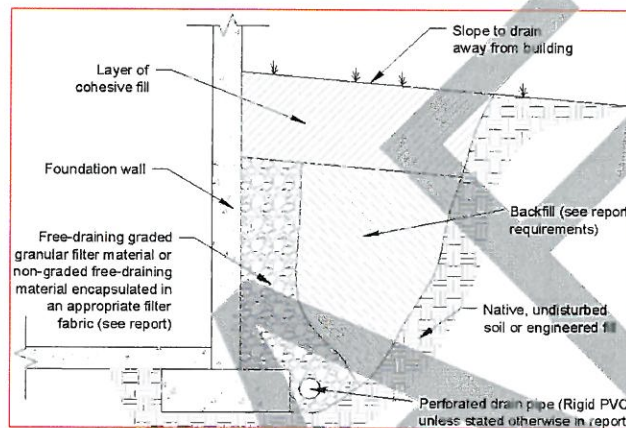 Slope to drain
away from building
Layer of
cohesive fill
Foundation wall
Backfill (see report
requirements)
Free-draining graded
granular filter material or
non-graded free-draining
material encapsulated in
an appropriate filter
fabric (see report)
Native, undisturbed
soil or engineered fill
Perforated drain pipe (Rigid PVC
unless stated otherwise in report